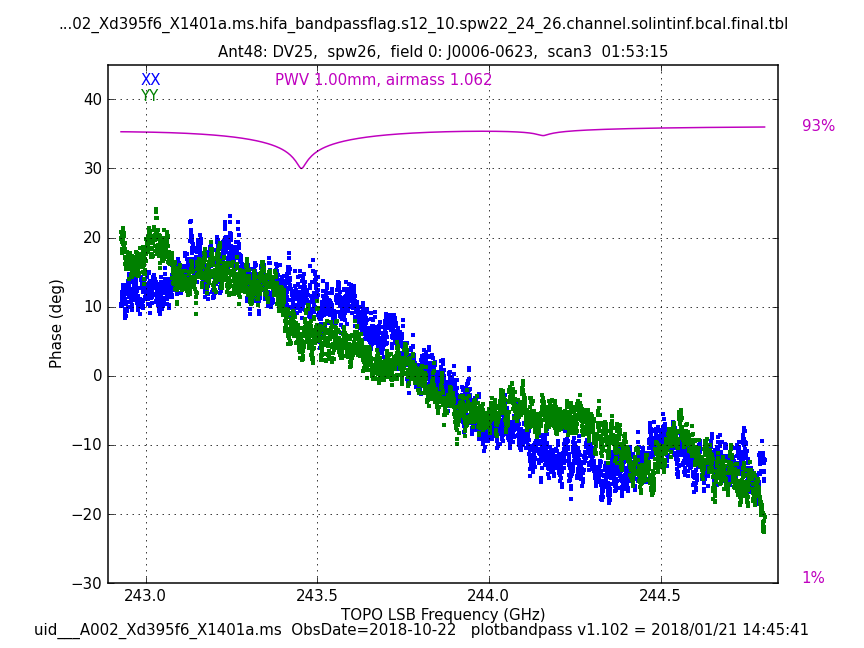 ...02_Xd395f6_X1401a.ms.hifa_bandpassflag.s12_10.spw22_24_26.channel.solintinf.bcal.final.tbl
Ant48: DV25,  spw26,  field 0: J0006-0623,  scan3  01:53:15
XX
PWV 1.00mm, airmass 1.062
YY
40
93%
30
20
10
0
−10
−20
−30
1%
Phase (deg)
243.0
243.5
244.0
244.5
TOPO LSB Frequency (GHz)
uid___A002_Xd395f6_X1401a.ms  ObsDate=2018-10-22   plotbandpass v1.102 = 2018/01/21 14:45:41